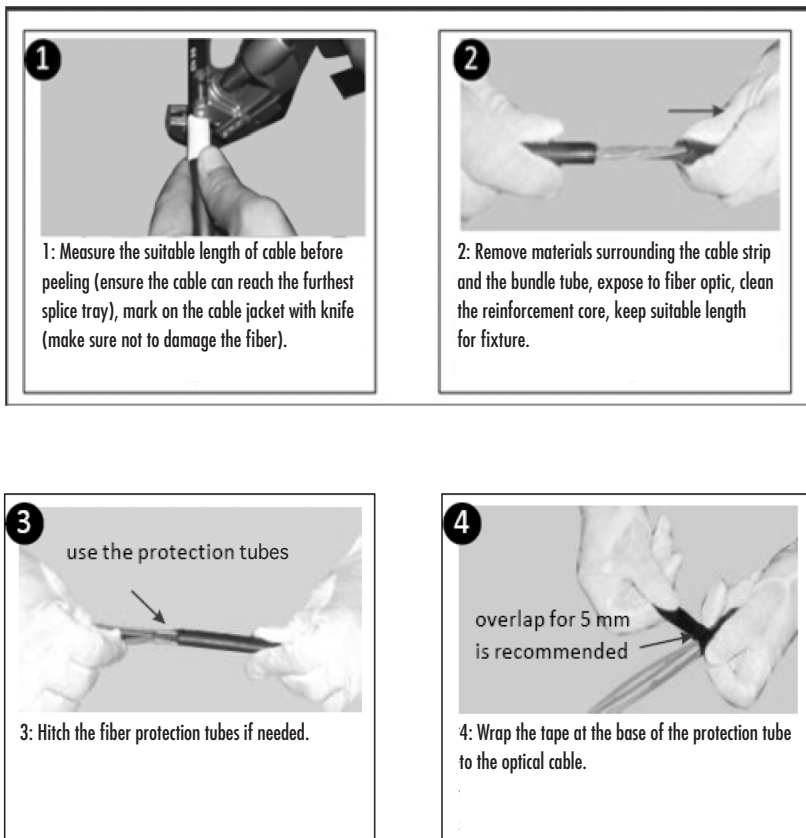 1
1: Measure the suitable length of cable before
peeling (ensure the cable can reach the furthest
splice tray), mark on the cable jacket with knife
(make sure not to damage the fiber).
2
2: Remove materials surrounding the cable strip
and the bundle tube, expose to fiber optic, clean
the reinforcement core, keep suitable length
for fixture.
3
use the protection tubes
3: Hitch the fiber protection tubes if needed.
4
overlap for 5 mm
is recommended
4: Wrap the tape at the base of the protection tube
to the optical cable.